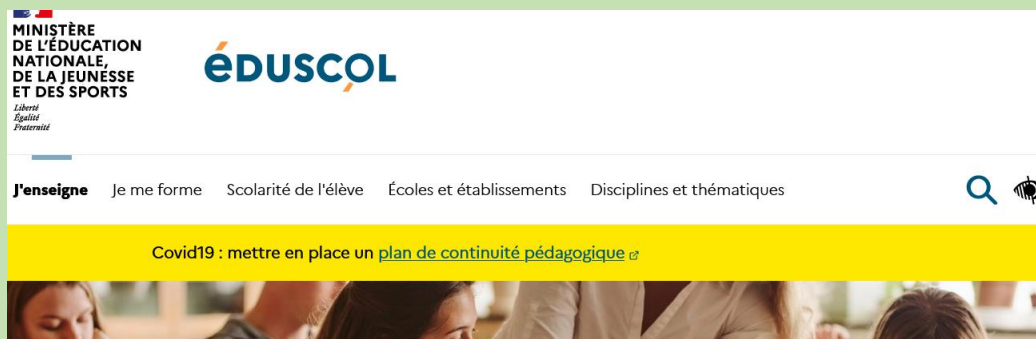 MINISTÈRE
DE L'ÉDUCATION
NATIONALE,
DE LA JEUNESSE
ET DES SPORTS
Liberté
Égalité
Fraternité
éDUSCOL
J'enseigne Je me forme Scolarité de l'élève Écoles et établissements Disciplines et thématiques
Covid19 : mettre en place un plan de continuité pédagogique